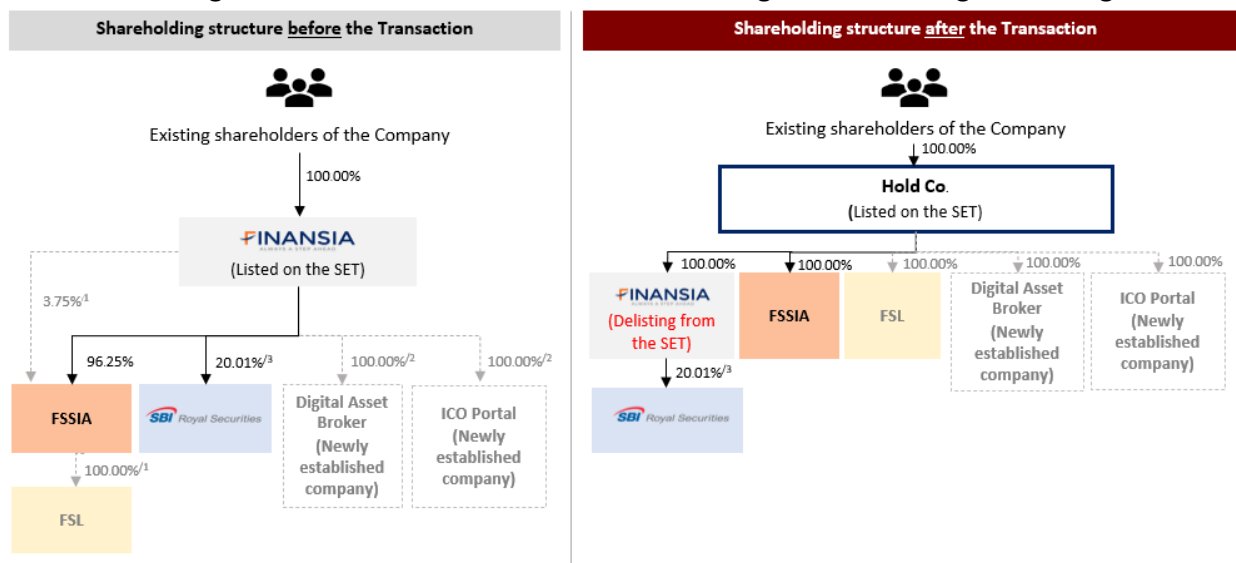 Shareholding structure before the Transaction
Existing shareholders of the Company
100.00%
FINANSIA
ALWAYS A STEP AHEAD
(Listed on the SET)
3.75%/1
96.25%
20.01%/3
100.00%/2
100.00%/2
FSSIA
SBI Royal Securities
Digital Asset
Broker
(Newly
established
company)
ICO Portal
(Newly
established
company)
100.00%/1
FSL
Shareholding structure after the Transaction
Existing shareholders of the Company
100.00%
Hold Co.
(Listed on the SET)
100.00%
100.00%
100.00%
100.00%
100.00%
FINANSIA
(Delisting from
the SET)
FSSIA
FSL
Digital Asset
Broker
(Newly
established
company)
ICO Portal
(Newly
established
company)
20.01%/3
SBI Royal Securities